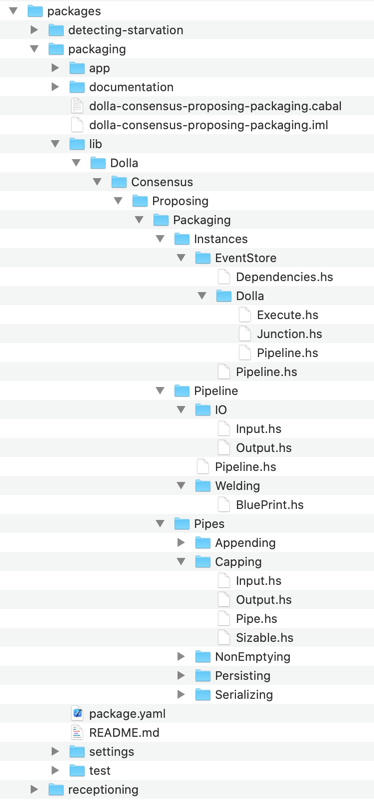 packages
detecting-starvation
packaging
app
documentation
dolla-consensus-proposing-packaging.cabal
dolla-consensus-proposing-packaging.iml
lib
Dolla
Consensus
Proposing
Packaging
Instances
EventStore
Dependencies.hs
Dolla
Execute.hs
Junction.hs
Pipeline.hs
Pipeline.hs
Pipeline
IO
Input.hs
Output.hs
Pipeline.hs
Welding
BluePrint.hs
Pipes
Appending
Capping
Input.hs
Output.hs
Pipe.hs
Sizable.hs
NonEmptying
Persisting
Serializing
package.yaml
README.md
settings
test
receptioning